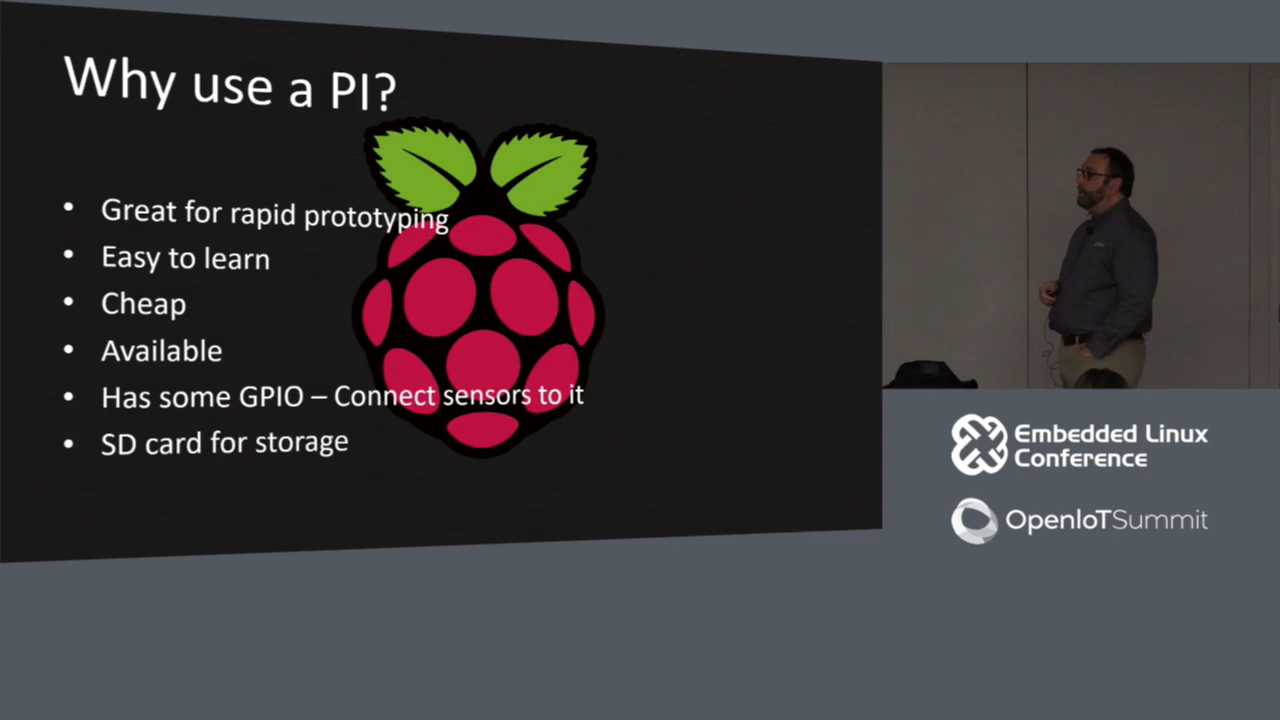 Why use a PI?
• Great for rapid prototyping
• Easy to learn
• Cheap
• Available
• Has some GPIO – Connect sensors to it
• SD card for storage
Embedded Linux
Conference
OpenIoTSummit